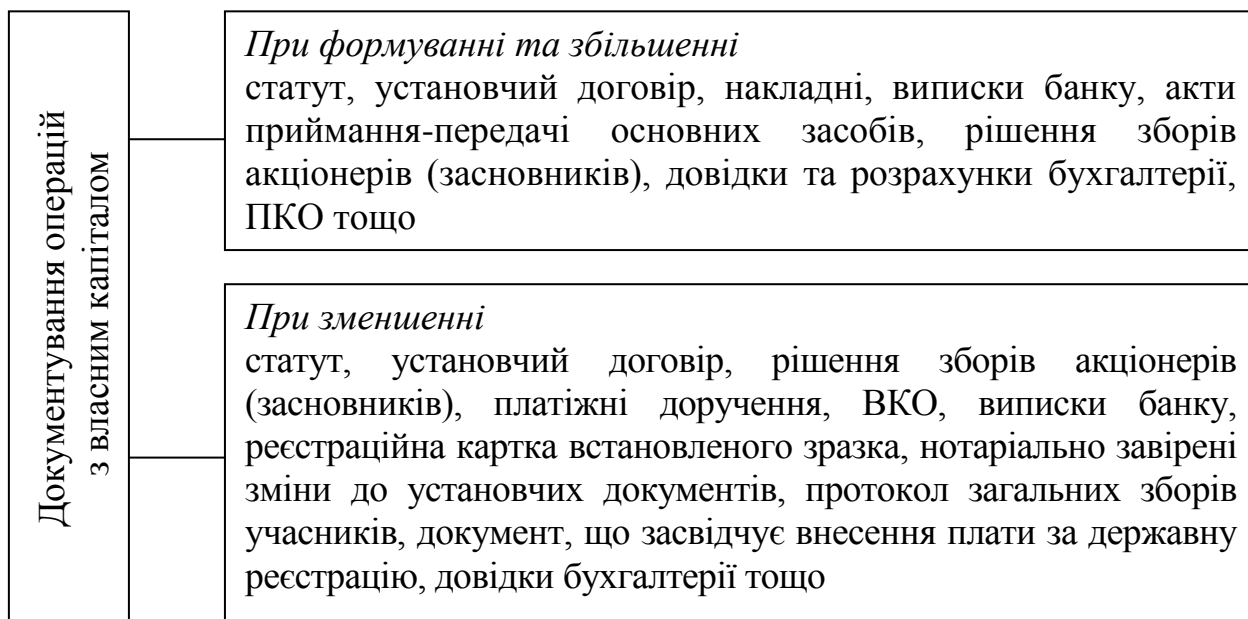 Документування операцій
з власним капіталом
При формуванні та збільшенні
статут, установчий договір, накладні, виписки банку, акти
приймання-передачі основних засобів, рішення зборів
акціонерів (засновників), довідки та розрахунки бухгалтерії,
ПКО тощо
При зменшенні
статут, установчий договір, рішення зборів акціонерів
(засновників), платіжні доручення, ВКО, виписки банку,
реєстраційна картка встановленого зразка, нотаріально завірені
зміни до установчих документів, протокол загальних зборів
учасників, документ, що засвідчує внесення плати за державну
реєстрацію, довідки бухгалтерії тощо